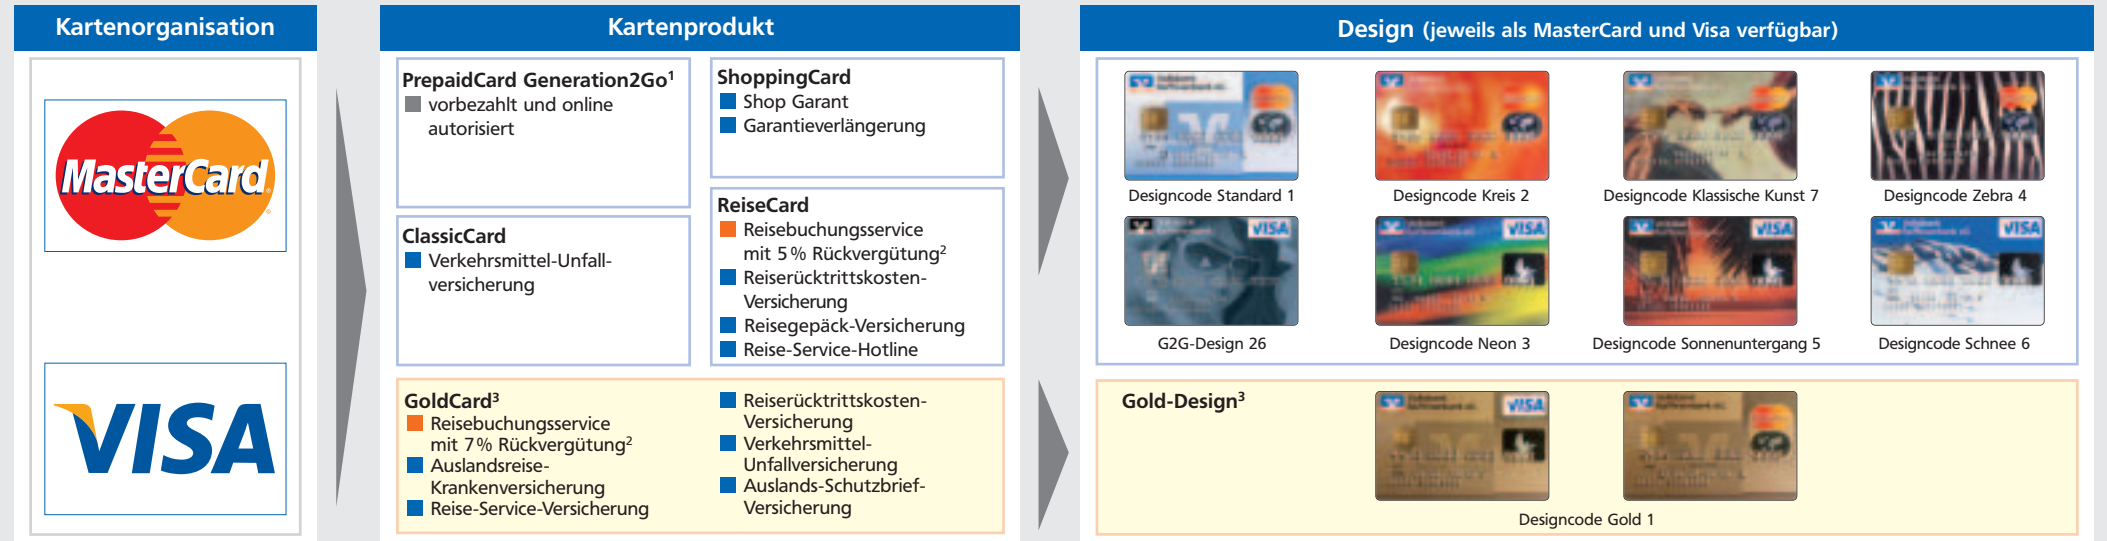 Kartenorganisation
MasterCard
VISA
Kartenprodukt
PrepaidCard Generation2Go¹
vorbezahlt und online
autorisiert
ClassicCard
Verkehrsmittel-Unfall-
versicherung
ShoppingCard
Shop Garant
Garantieverlängerung
ReiseCard
Reisebuchungsservice
mit 5 % Rückvergütung²
Reiserücktrittskosten-
Versicherung
Reisegepäck-Versicherung
Reise-Service-Hotline
GoldCard³
Reisebuchungsservice
mit 7 % Rückvergütung²
Auslandsreise-
Krankenversicherung
Reise-Service-Versicherung
Reiserücktrittskosten-
Versicherung
Verkehrsmittel-
Unfallversicherung
Auslands-Schutzbrief-
Versicherung
Design (jeweils als MasterCard und Visa verfügbar)
Designcode Standard 1
Designcode Kreis 2
Designcode Klassische Kunst 7
Designcode Zebra 4
VISA
VISA
VISA
VISA
G2G-Design 26
Designcode Neon 3
Designcode Sonnenuntergang 5
Designcode Schnee 6
Gold-Design³
VISA
Designcode Gold 1